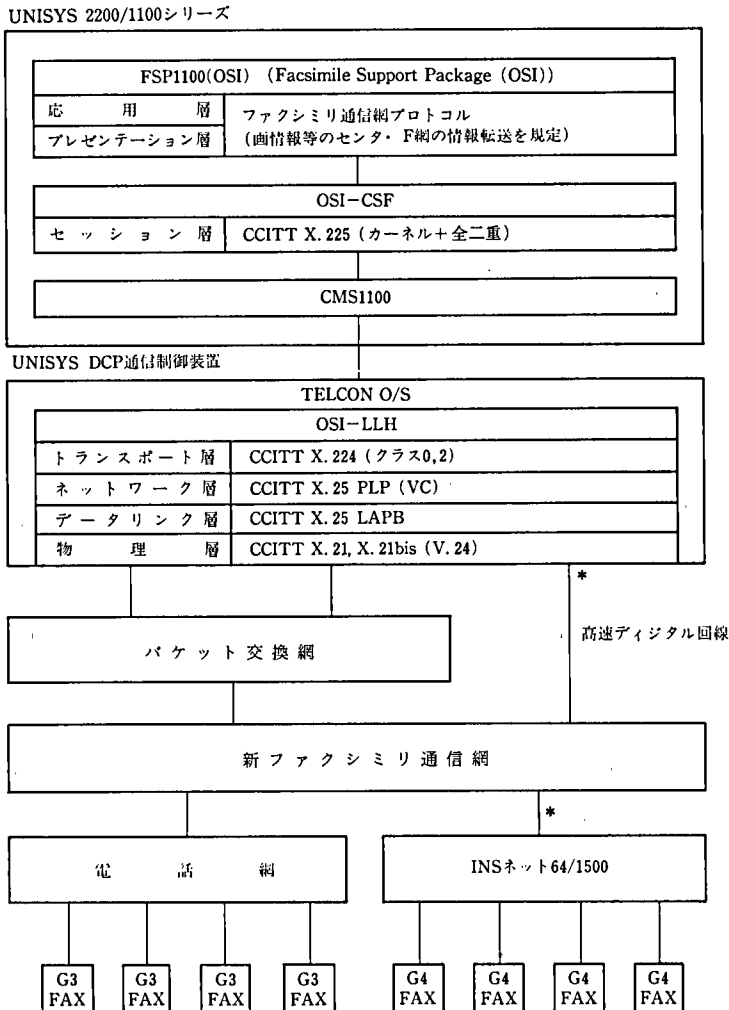 UNISYS 2200/1100シリーズ
FSP1100(OSI) (Facsimile Support Package (OSI))
応用層
ファクシミリ通信網プロトコル
プレゼンテーション層
(画情報等のセンタ・F網の情報転送を規定)
OSI-CSF
セッション層 CCITT X.225 (カーネル+全二重)
CMS1100
UNISYS DCP通信制御装置
TELCON O/S
OSI-LLH
トランスポート層 CCITT X.224 (クラス0,2)
ネットワーク層 CCITT X.25 PLP (VC)
データリンク層 CCITT X.25 LAPB
物理層 CCITT X.21, X.21bis (V.24)
*
高速ディジタル回線
パケット交換網
新ファクシミリ通信網
*
電話網
INSネット64/1500
G3 FAX G3 FAX G3 FAX G3 FAX G4 FAX G4 FAX G4 FAX G4 FAX